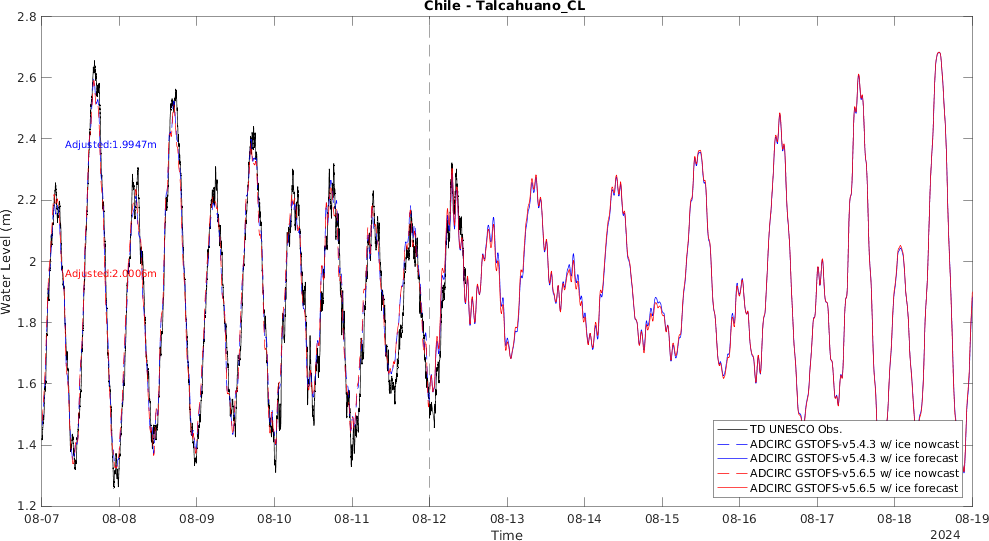 Chile - Talcahuano_CL
2.8
2.6
2.4
2.2
2
1.8
1.6
1.4
1.2
Water Level (m)
Adjusted:1.9947m
Adjusted:2.0006m
TD UNESCO Obs.
ADCIRC GSTOFS-v5.4.3 w/ ice nowcast
ADCIRC GSTOFS-v5.4.3 w/ ice forecast
ADCIRC GSTOFS-v5.6.5 w/ ice nowcast
ADCIRC GSTOFS-v5.6.5 w/ ice forecast
08-07 08-08 08-09 08-10 08-11 08-12 08-13 08-14 08-15 08-16 08-17 08-18 08-19
Time
2024